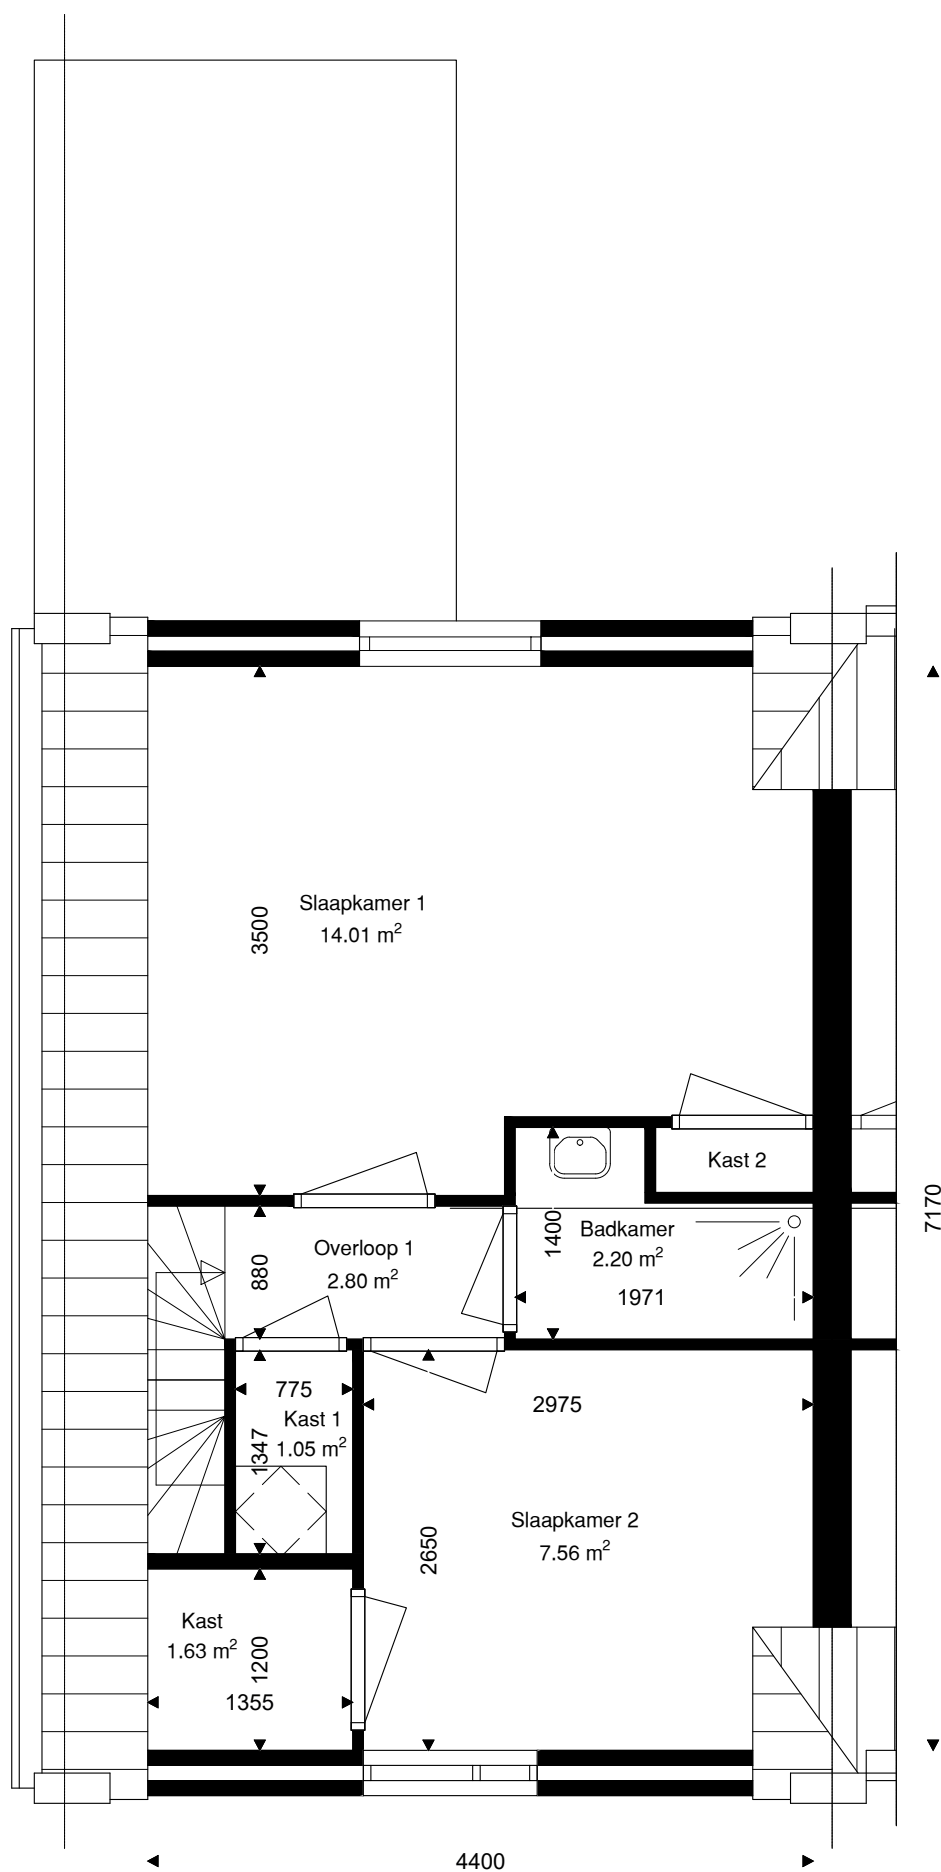 Slaapkamer 1
14.01 m²
3500
Kast 2
7170
Overloop 1
2.80 m²
880
Badkamer
2.20 m²
1400
1971
775
Kast 1
1.05 m²
1347
2975
Slaapkamer 2
7.56 m²
2650
Kast
1.63 m²
1200
1355
4400